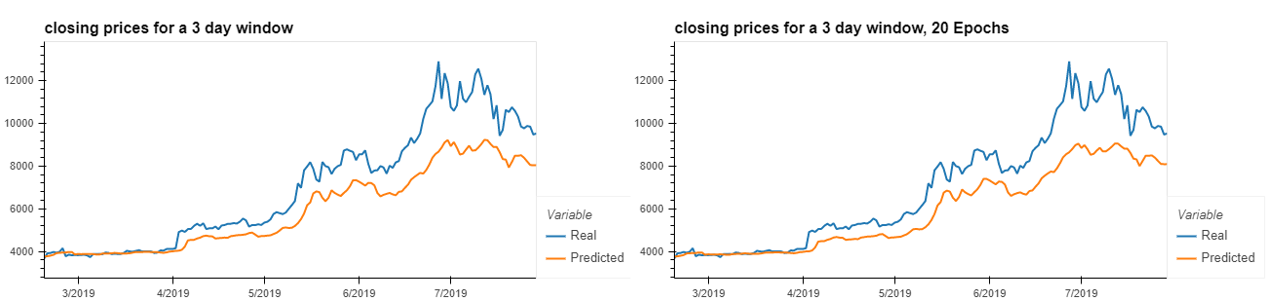 closing prices for a 3 day window
12000
10000
8000
6000
4000
3/2019 4/2019 5/2019 6/2019 7/2019
Variable
Real
Predicted
closing prices for a 3 day window, 20 Epochs
12000
10000
8000
6000
4000
3/2019 4/2019 5/2019 6/2019 7/2019
Variable
Real
Predicted